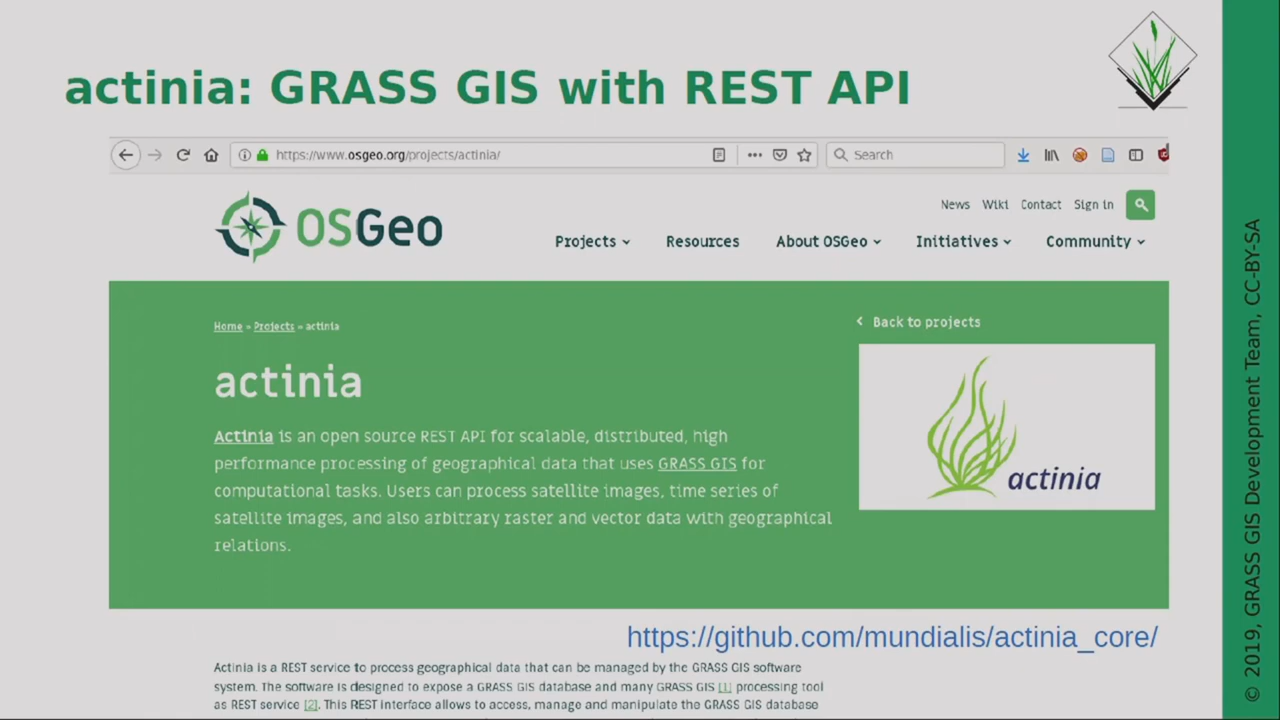 actinia: GRASS GIS with REST API
https://www.osgeo.org/projects/actinia/
Search
OSGeo
News Wiki Contact Sign in
Projects Resources About OSGeo Initiatives Community
Home » Projects » actinia
Back to projects
actinia
actinia
Actinia is an open source REST API for scalable, distributed, high
performance processing of geographical data that uses GRASS GIS for
computational tasks. Users can process satellite images, time series of
satellite images, and also arbitrary raster and vector data with geographical
relations.
https://github.com/mundialis/actinia_core/
Actinia is a REST service to process geographical data that can be managed by the GRASS GIS software
system. The software is designed to expose a GRASS GIS database and many GRASS GIS [1] processing tool
as REST service [2]. This REST interface allows to access, manage and manipulate the GRASS GIS database
© 2019, GRASS GIS Development Team, CC-BY-SA